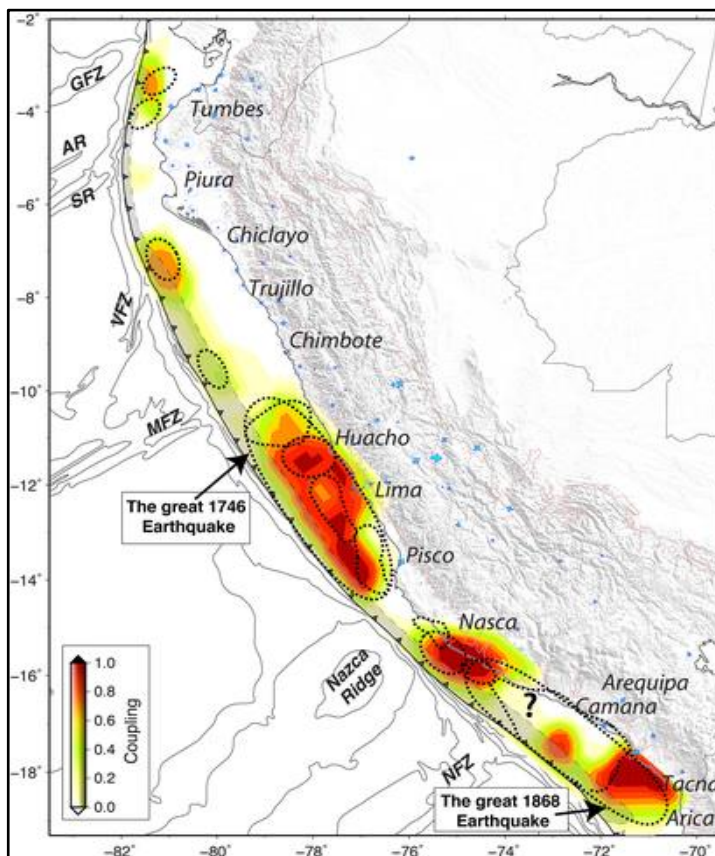 −2°
GFZ
−4°
Tumbes
AR
SR
−6°
Piura
Chiclayo
VFZ
−8°
Trujillo
Chimbote
−10°
MFZ
Huacho
−12°
The great 1746
Earthquake
Lima
Pisco
−14°
Nasca
−16°
Nazca
Ridge
Arequipa
?
Camana
1.0
0.8
0.6
0.4
0.2
0.0
Coupling
NFZ
−18°
Tacna
The great 1868
Earthquake
Arica
−82
−80
−78
−76
−74
−72
−70